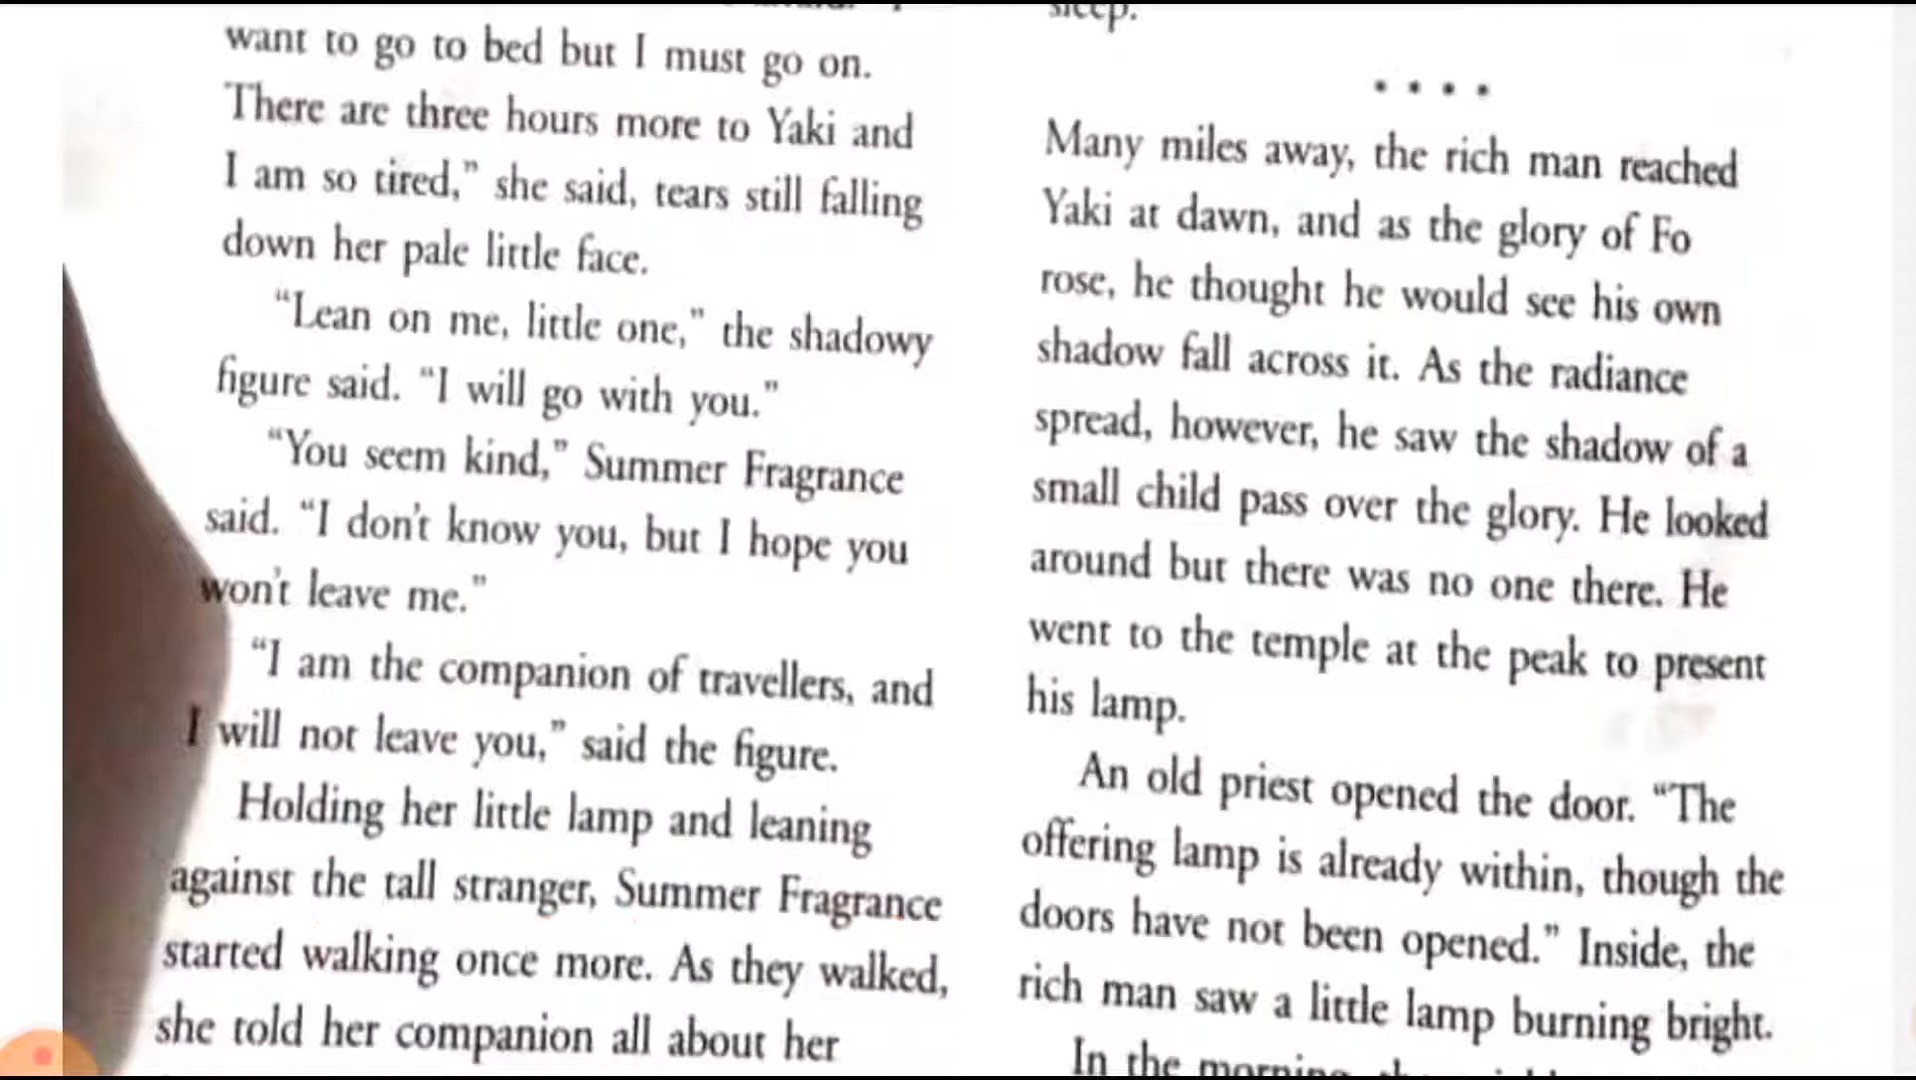 want to go to bed but I must go on.
There are three hours more to Yaki and
I am so tired,” she said, tears still falling
down her pale little face.
“Lean on me, little one,” the shadowy
figure said. “I will go with you.”
“You seem kind,” Summer Fragrance
said. “I don’t know you, but I hope you
won’t leave me.”
“I am the companion of travellers, and
I will not leave you,” said the figure.
Holding her little lamp and leaning
against the tall stranger, Summer Fragrance
started walking once more. As they walked,
she told her companion all about her
sleep.
• • • •
Many miles away, the rich man reached
Yaki at dawn, and as the glory of Fo
rose, he thought he would see his own
shadow fall across it. As the radiance
spread, however, he saw the shadow of a
small child pass over the glory. He looked
around but there was no one there. He
went to the temple at the peak to present
his lamp.
An old priest opened the door. “The
offering lamp is already within, though the
doors have not been opened.” Inside, the
rich man saw a little lamp burning bright.
In the morning,